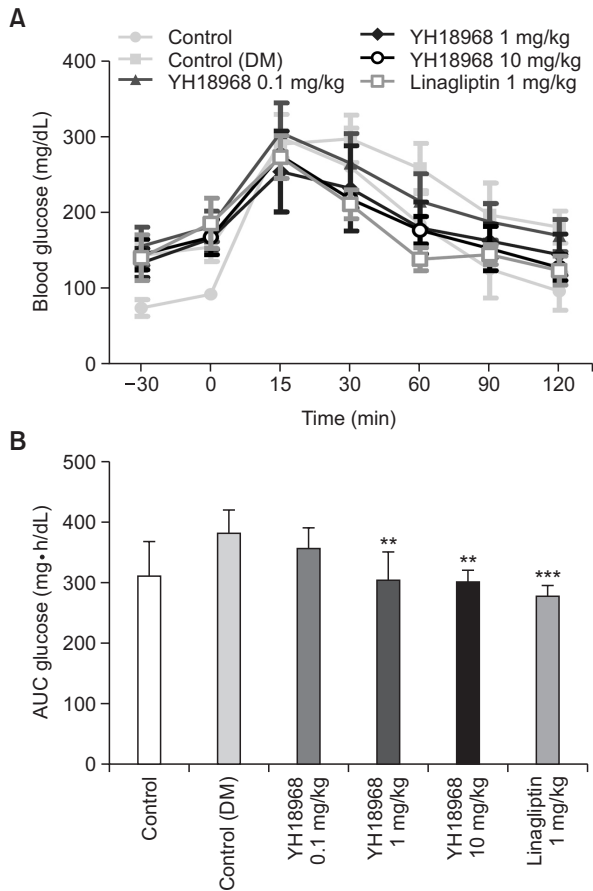 A
Control
Control (DM)
YH18968 0.1 mg/kg
YH18968 1 mg/kg
YH18968 10 mg/kg
Linagliptin 1 mg/kg
Blood glucose (mg/dL)
400
300
200
100
0
−30 0 15 30 60 90 120
Time (min)
B
AUC glucose (mg•h/dL)
500
400
300
200
100
0
** ** ***
Control
Control (DM)
YH18968
0.1 mg/kg
YH18968
1 mg/kg
YH18968
10 mg/kg
Linagliptin
1 mg/kg